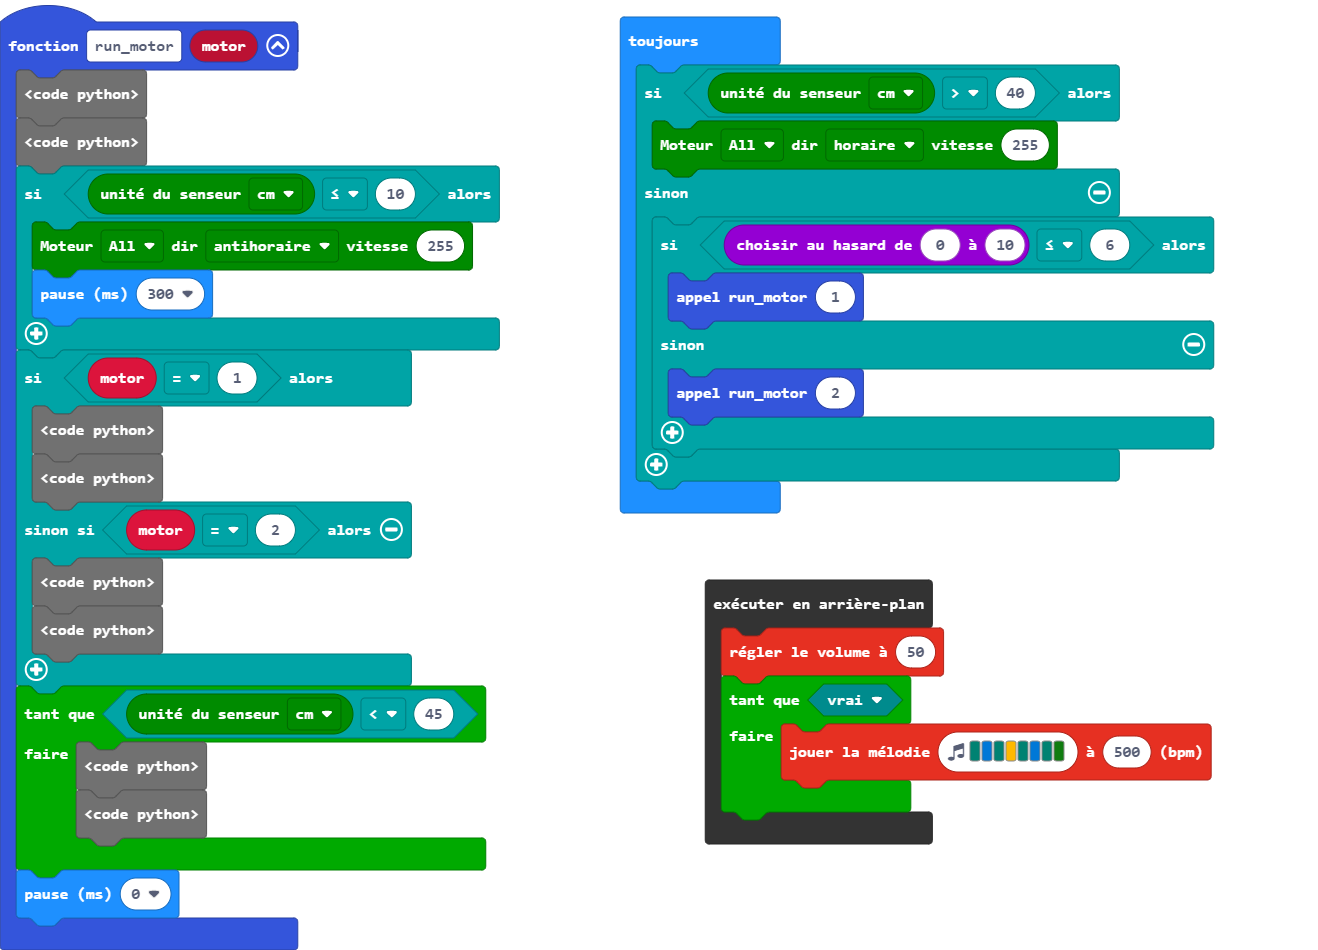 fonction run_motor motor
<code python>
<code python>
si unité du senseur cm ≤ 10 alors
Moteur All dir antihoraire vitesse 255
pause (ms) 300
si motor = 1 alors
<code python>
<code python>
sinon si motor = 2 alors
<code python>
<code python>
tant que unité du senseur cm < 45
faire
<code python>
<code python>
pause (ms) 0
toujours
si unité du senseur cm > 40 alors
Moteur All dir horaire vitesse 255
sinon
si choisir au hasard de 0 à 10 ≤ 6 alors
appel run_motor 1
sinon
appel run_motor 2
exécuter en arrière-plan
régler le volume à 50
tant que vrai
faire
jouer la mélodie à 500 (bpm)